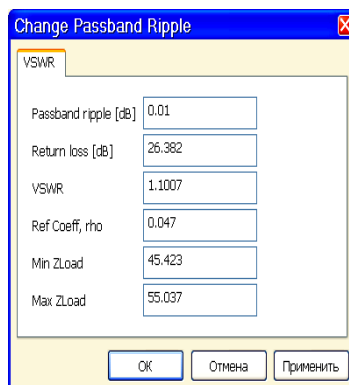 Change Passband Ripple
VSWR
Passband ripple [dB] 0.01
Return loss [dB] 26.382
VSWR 1.1007
Ref Coeff, rho 0.047
Min ZLoad 45.423
Max ZLoad 55.037
OK Отмена Применить